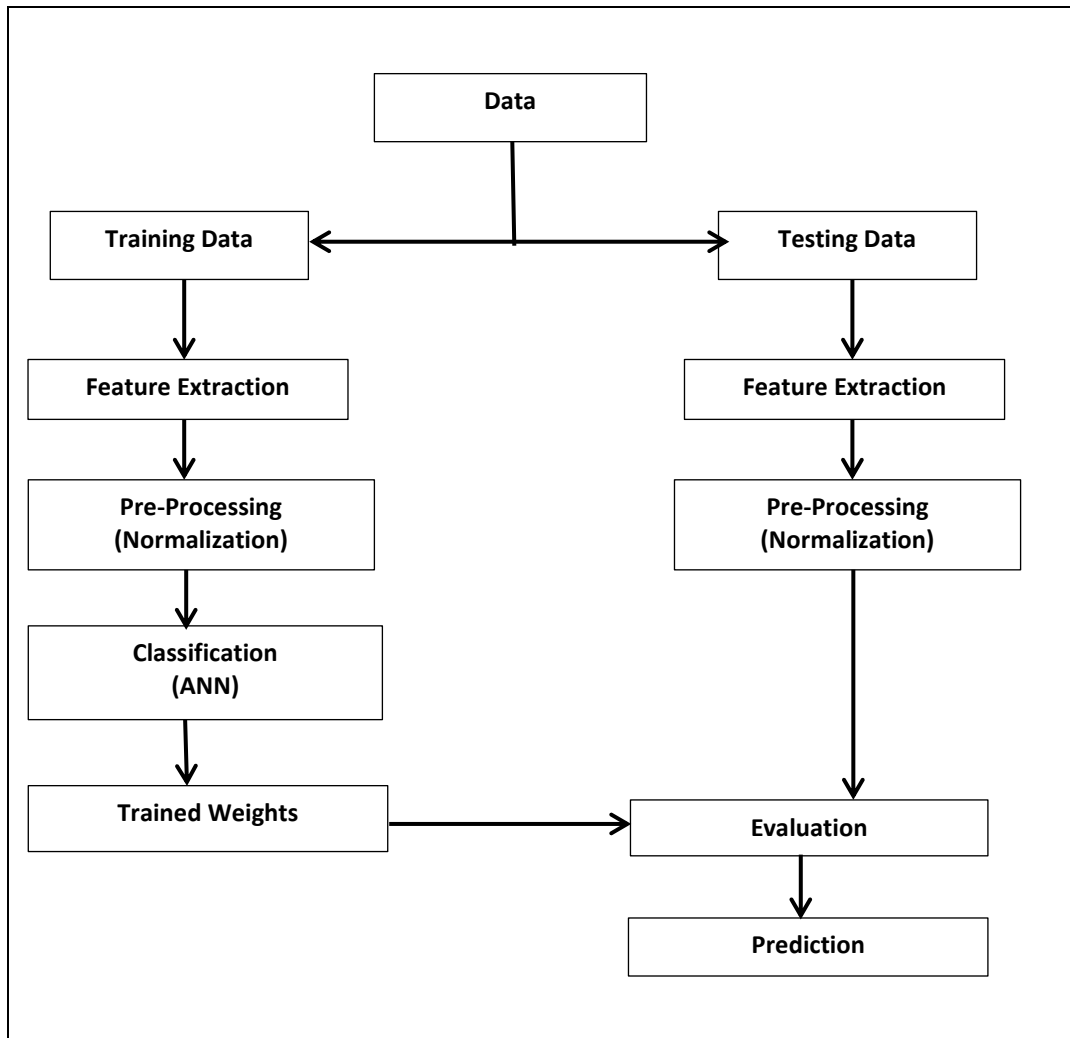 Data
Training Data
Testing Data
Feature Extraction
Feature Extraction
Pre-Processing
(Normalization)
Pre-Processing
(Normalization)
Classification
(ANN)
Trained Weights
Evaluation
Prediction